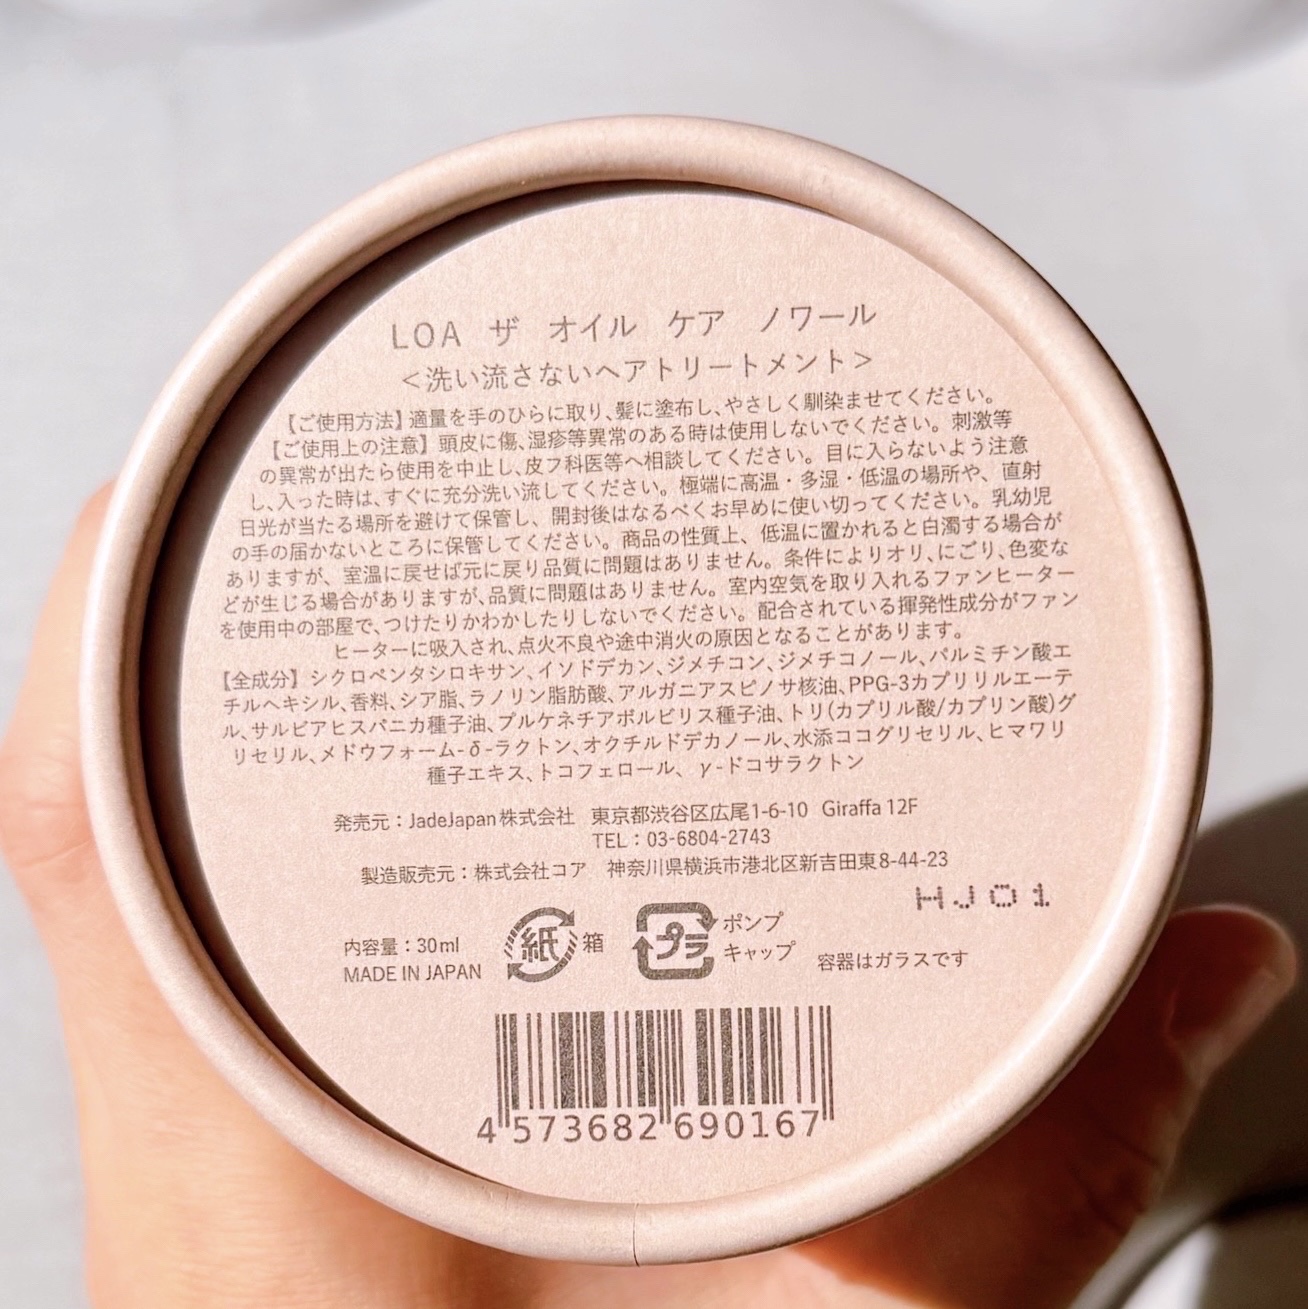 LOA ザ オイル ケア ノワール
<洗い流さないヘアトリートメント>
【ご使用方法】適量を手のひらに取り、髪に塗布し、やさしく馴染ませてください。
【ご使用上の注意】頭皮に傷、湿疹等異常のある時は使用しないでください。刺激等
の異常が出たら使用を中止し、皮フ科医等へ相談してください。目に入らないよう注意
し、入った時は、すぐに充分洗い流してください。極端に高温・多湿・低温の場所や、直射
日光が当たる場所を避けて保管し、開封後はなるべくお早めに使い切ってください。乳幼児
の手の届かないところに保管してください。商品の性質上、低温に置かれると白濁する場合が
ありますが、室温に戻せば元に戻り品質に問題はありません。条件によりオリ、にごり、色変な
どが生じる場合がありますが、品質に問題はありません。室内空気を取り入れるファンヒーター
を使用中の部屋で、つけたりかわかしたりしないでください。配合されている揮発性成分がファン
ヒーターに吸入され、点火不良や途中消火の原因となることがあります。
【全成分】シクロペンタシロキサン、イソドデカン、ジメチコン、ジメチコノール、パルミチン酸エ
チルヘキシル、香料、シア脂、ラノリン脂肪酸、アルガニアスピノサ核油、PPG-3カプリリルエーテ
ル、サルビアヒスパニカ種子油、プルケネチアボルビリス種子油、トリ(カプリル酸/カプリン酸)グ
リセリル、メドウフォーム-δ-ラクトン、オクチルドデカノール、水添ココグリセリル、ヒマワリ
種子エキス、トコフェロール、γ-ドコサラクトン
発売元:JadeJapan株式会社 東京都渋谷区広尾1-6-10 Giraffa 12F
TEL:03-6804-2743
製造販売元:株式会社コア 神奈川県横浜市港北区新吉田東8-44-23
HJ01
内容量:30ml
MADE IN JAPAN
紙 箱
プラ ポンプ
キャップ
容器はガラスです
4 573682 690167